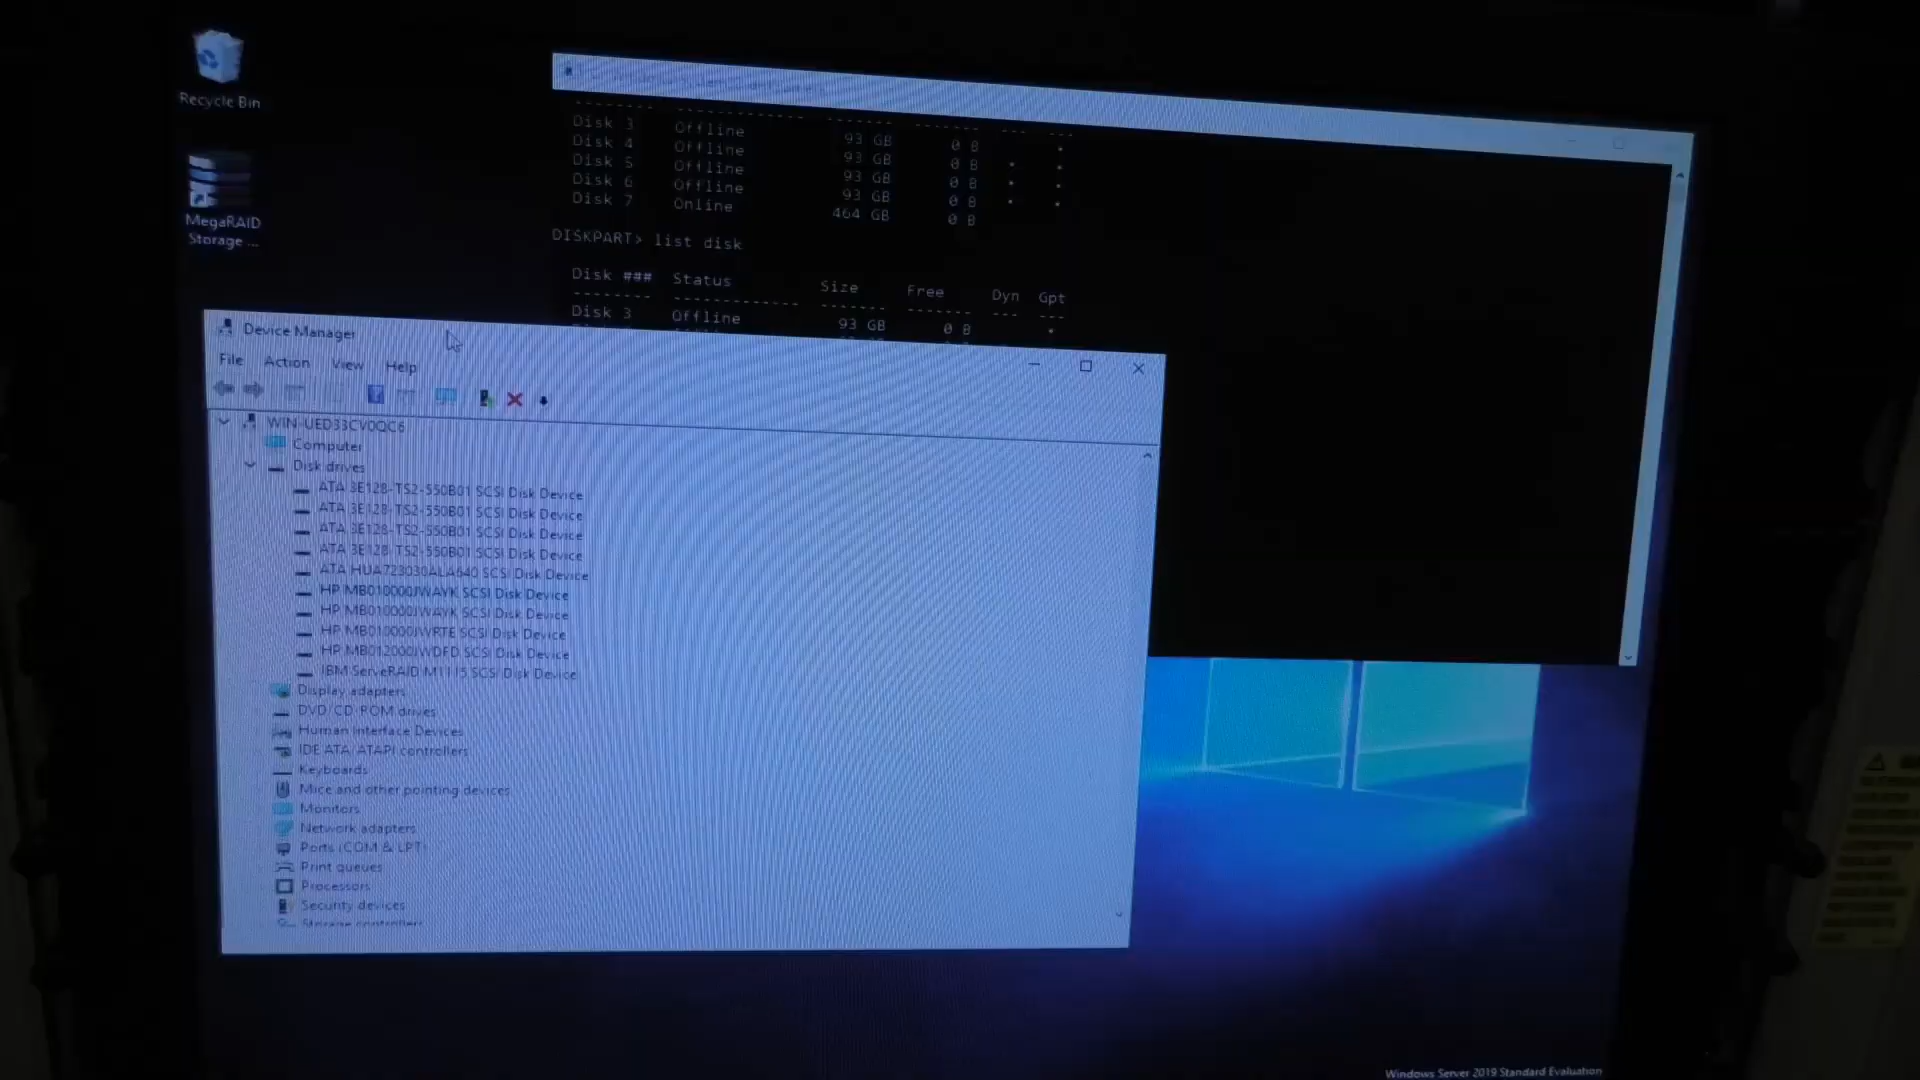 Recycle Bin
MegaRAID
Storage ...
Disk 3 Offline 93 GB 0 B
Disk 4 Offline 93 GB 0 B
Disk 5 Offline 93 GB 0 B
Disk 6 Offline 93 GB 0 B
Disk 7 Online 464 GB 0 B
DISKPART> list disk
Disk ### Status Size Free Dyn Gpt
Disk 3 Offline 93 GB 0 B *
Device Manager
File Action View Help
WIN-UED33CV0QC6
Computer
Disk drives
ATA 3E128-TS2-550B01 SCSI Disk Device
ATA 3E128-TS2-550B01 SCSI Disk Device
ATA 3E128-TS2-550B01 SCSI Disk Device
ATA 3E128-TS2-550B01 SCSI Disk Device
ATA HUA723030ALA640 SCSI Disk Device
HP MB010000JWAYK SCSI Disk Device
HP MB010000JWAYK SCSI Disk Device
HP MB010000JWRTE SCSI Disk Device
HP MB012000JWDFD SCSI Disk Device
IBM ServeRAID M1115 SCSI Disk Device
Display adapters
DVD/CD-ROM drives
Human Interface Devices
IDE ATA/ATAPI controllers
Keyboards
Mice and other pointing devices
Monitors
Network adapters
Ports (COM & LPT)
Print queues
Processors
Security devices
Storage controllers
Windows Server 2019 Standard Evaluation